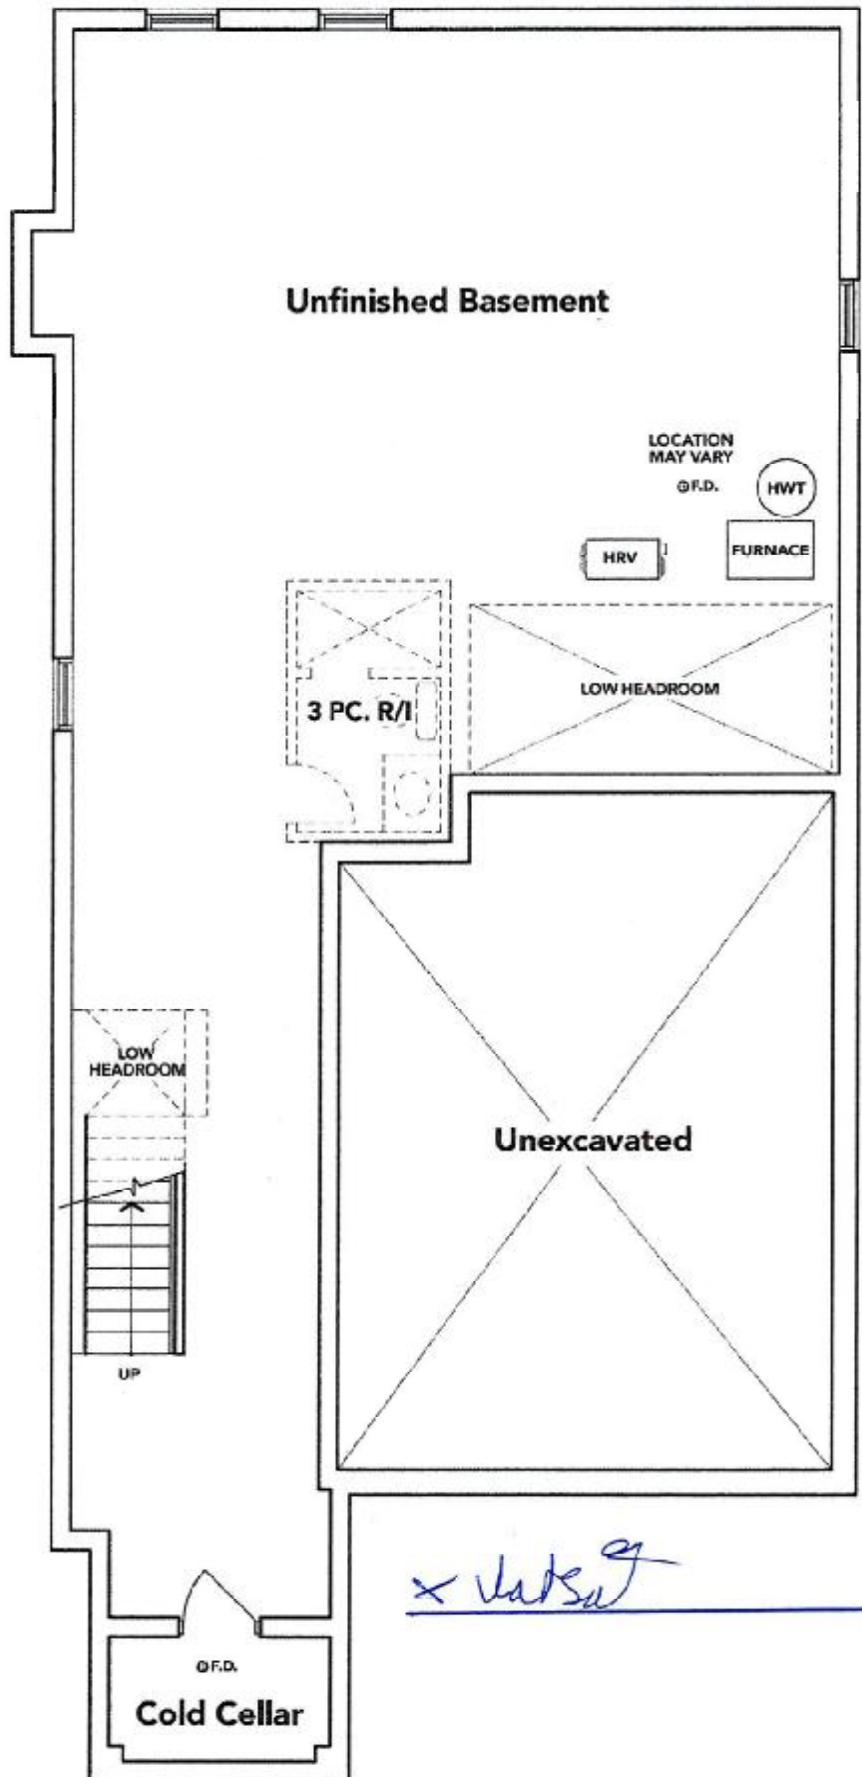 Unfinished Basement
LOCATION
MAY VARY
F.D.
HWT
HRV
FURNACE
LOW HEADROOM
3 PC. R/I
LOW
HEADROOM
Unexcavated
UP
x
F.D.
Cold Cellar